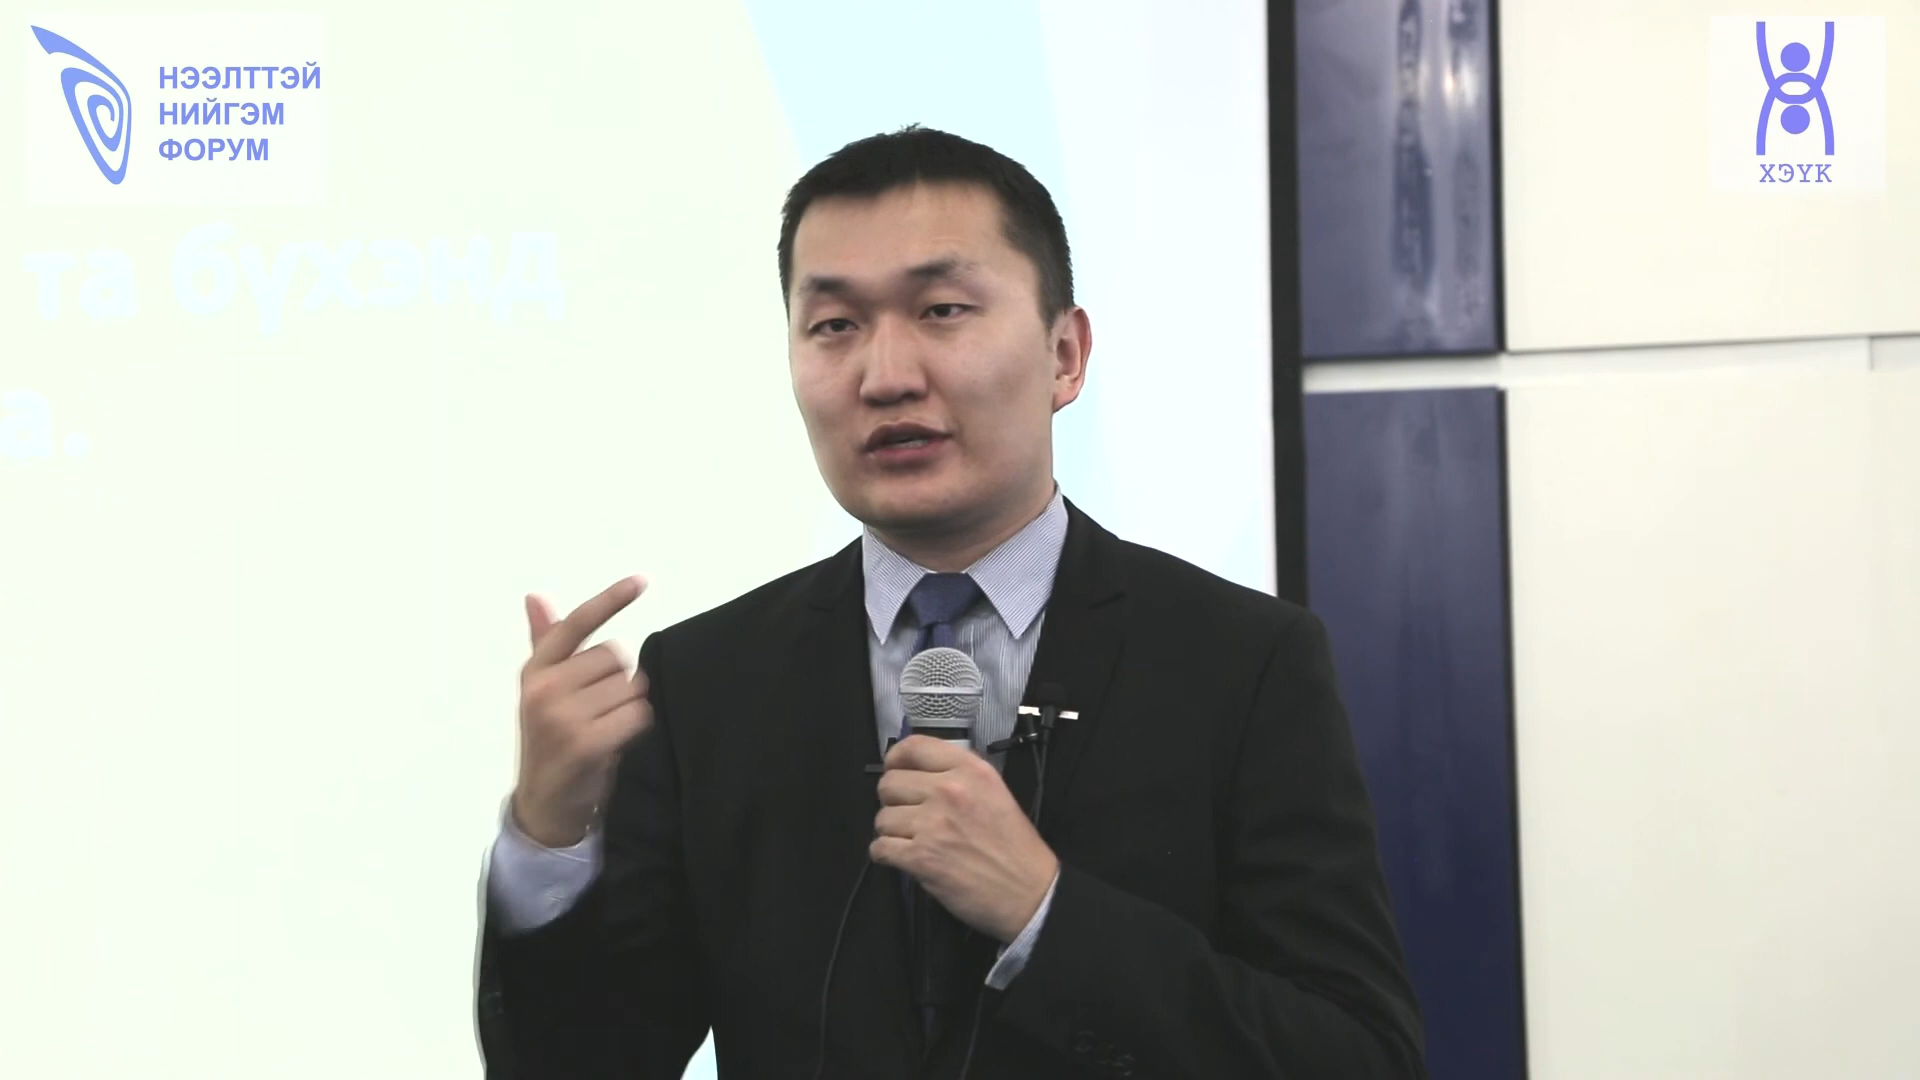 НЭЭЛТТЭЙ
НИЙГЭМ
ФОРУМ
ХЭҮК
та бүхэнд
а.